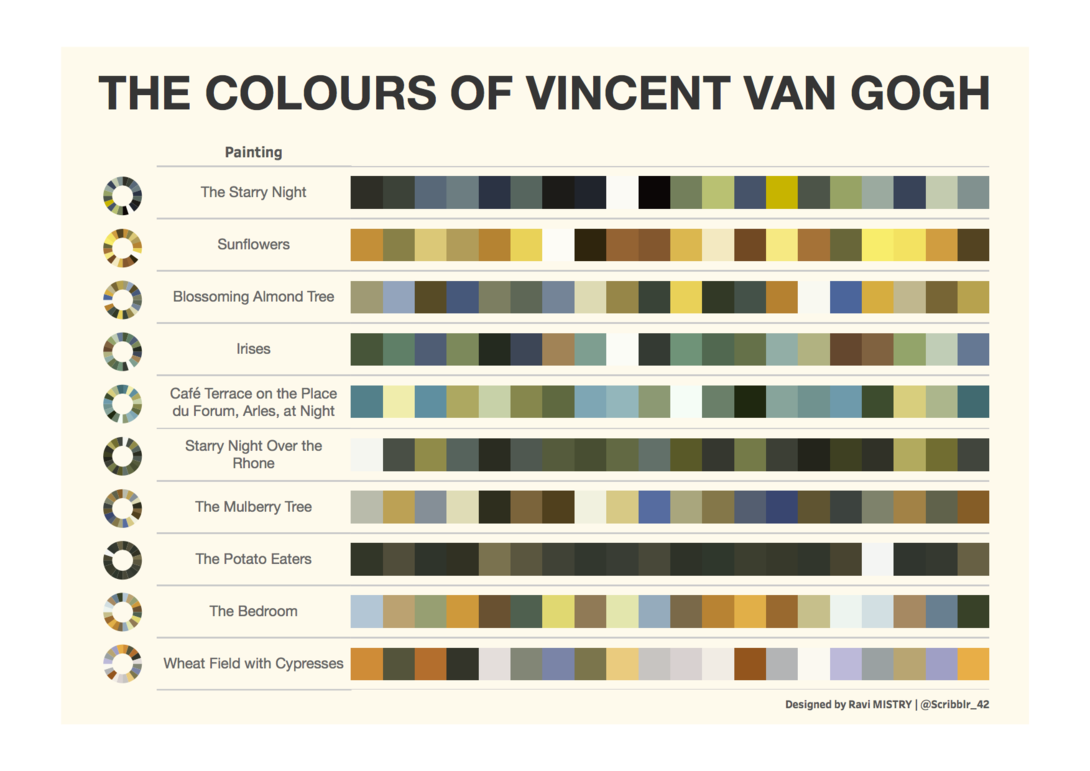 THE COLOURS OF VINCENT VAN GOGH
Painting
The Starry Night
Sunflowers
Blossoming Almond Tree
Irises
Café Terrace on the Place
du Forum, Arles, at Night
Starry Night Over the
Rhone
The Mulberry Tree
The Potato Eaters
The Bedroom
Wheat Field with Cypresses
Designed by Ravi MISTRY | @Scribblr_42